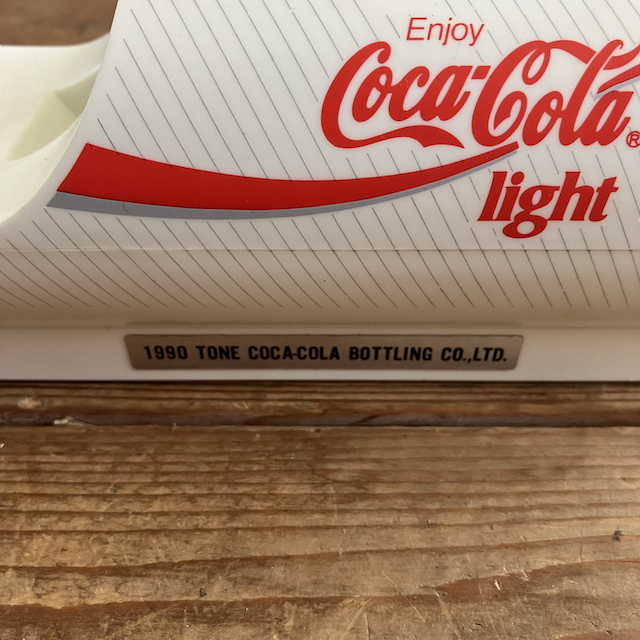 Enjoy
Coca-Cola®
light
1990 TONE COCA-COLA BOTTLING CO.,LTD.